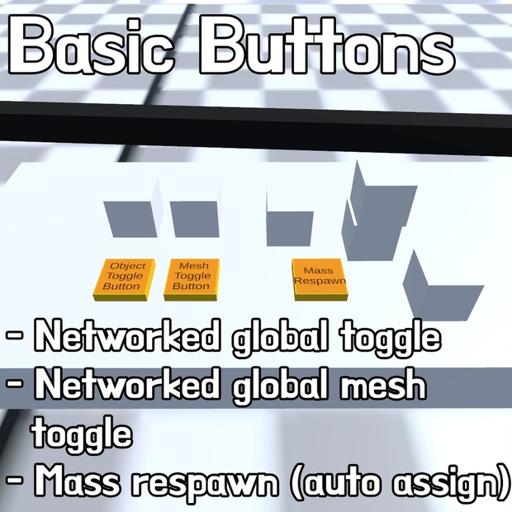 Basic Buttons
Object
Toggle
Button
Mesh
Toggle
Button
Mass
Respawn
- Networked global toggle
- Networked global mesh
toggle
- Mass respawn (auto assign)